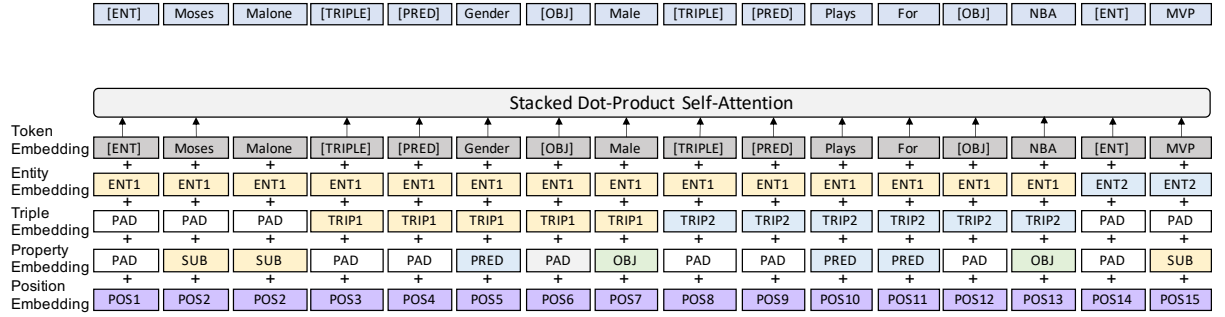 [ENT] Moses Malone [TRIPLE] [PRED] Gender [OBJ] Male [TRIPLE] [PRED] Plays For [OBJ] NBA [ENT] MVP
Stacked Dot-Product Self-Attention
Token
Embedding [ENT] Moses Malone [TRIPLE] [PRED] Gender [OBJ] Male [TRIPLE] [PRED] Plays For [OBJ] NBA [ENT] MVP
+ + + + + + + + + + + + + + + +
Entity
Embedding ENT1 ENT1 ENT1 ENT1 ENT1 ENT1 ENT1 ENT1 ENT1 ENT1 ENT1 ENT1 ENT1 ENT1 ENT2 ENT2
+ + + + + + + + + + + + + + + +
Triple
Embedding PAD PAD PAD TRIP1 TRIP1 TRIP1 TRIP1 TRIP1 TRIP2 TRIP2 TRIP2 TRIP2 TRIP2 TRIP2 PAD PAD
+ + + + + + + + + + + + + + + +
Property
Embedding PAD SUB SUB PAD PAD PRED PAD OBJ PAD PAD PRED PRED PAD OBJ PAD SUB
+ + + + + + + + + + + + + + + +
Position
Embedding POS1 POS2 POS2 POS3 POS4 POS5 POS6 POS7 POS8 POS9 POS10 POS11 POS12 POS13 POS14 POS15